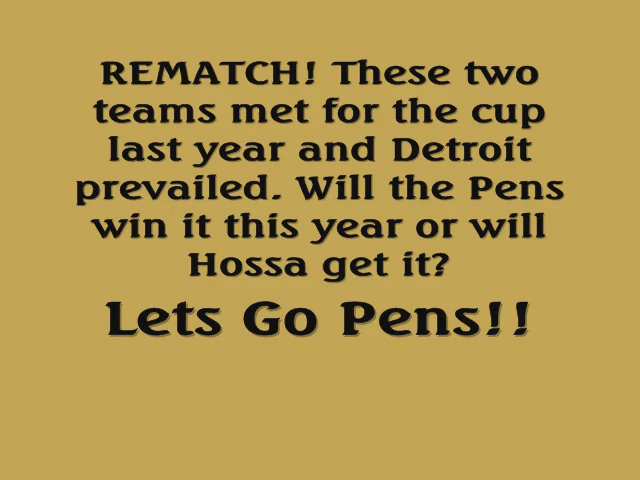 REMATCH! These two
teams met for the cup
last year and Detroit
prevailed. Will the Pens
win it this year or will
Hossa get it?
Lets Go Pens!!